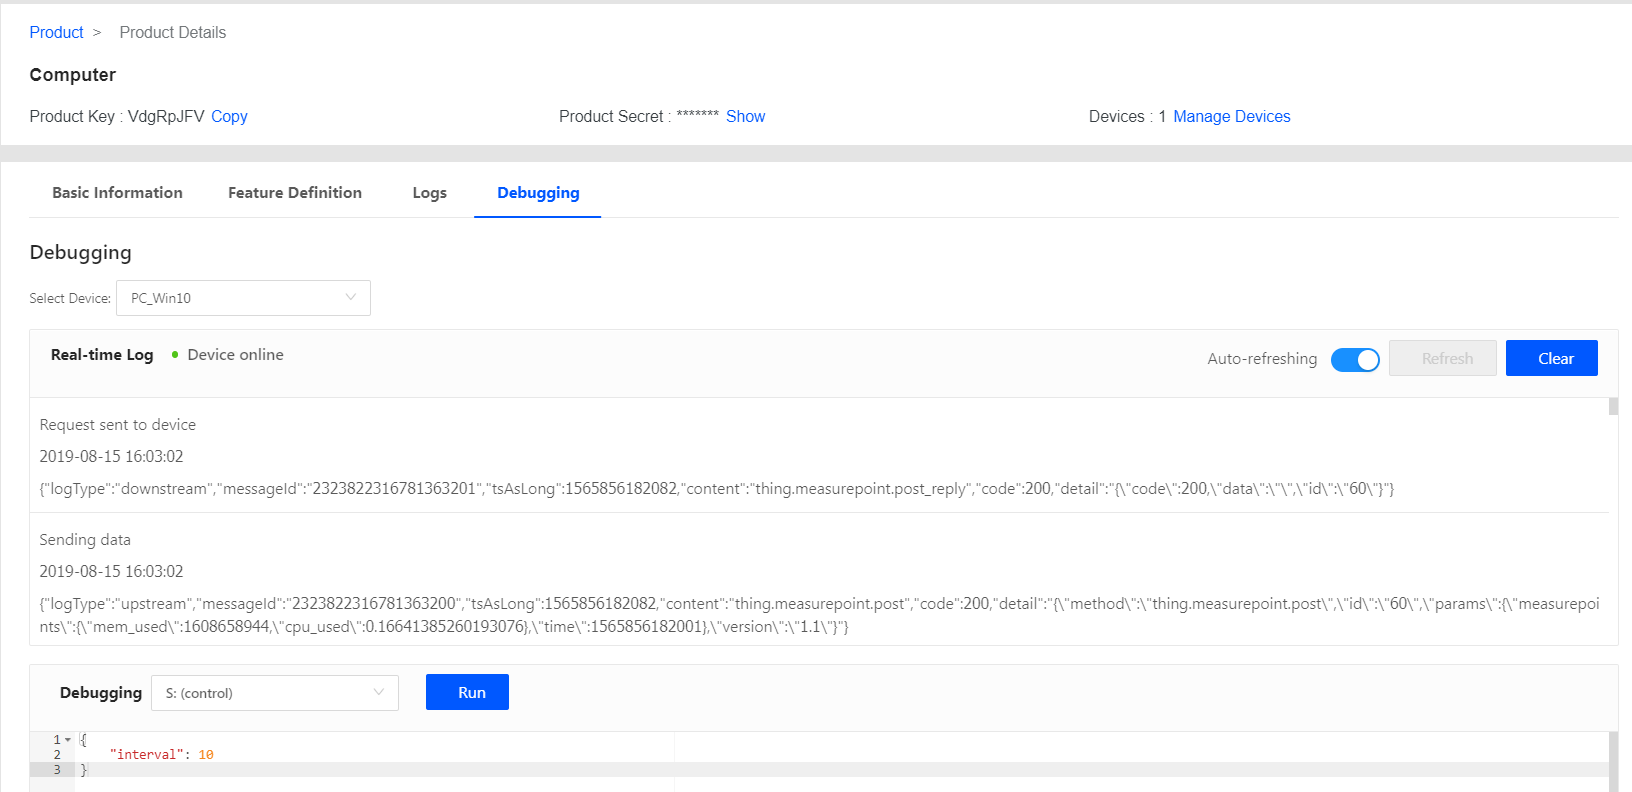 Product > Product Details
Computer
Product Key : VdgRpJFV Copy Product Secret : ******* Show Devices : 1 Manage Devices
Basic Information Feature Definition Logs Debugging
Debugging
Select Device: PC_Win10
Real-time Log Device online Auto-refreshing Refresh Clear
Request sent to device
2019-08-15 16:03:02
{"logType":"downstream","messageId":"2323822316781363201","tsAsLong":1565856182082,"content":"thing.measurepoint.post_reply","code":200,"detail":"{\"code\":200,\"data\":\"\",\"id\":\"60\"}"}
Sending data
2019-08-15 16:03:02
{"logType":"upstream","messageId":"2323822316781363200","tsAsLong":1565856182082,"content":"thing.measurepoint.post","code":200,"detail":"{\"method\":\"thing.measurepoint.post\",\"id\":\"60\",\"params\":{\"measurepoi
nts\":{\"mem_used\":1608658944,\"cpu_used\":0.16641385260193076},\"time\":1565856182001},\"version\":\"1.1\"}"}
Debugging S: (control) Run
1 {
2 "interval": 10
3 }